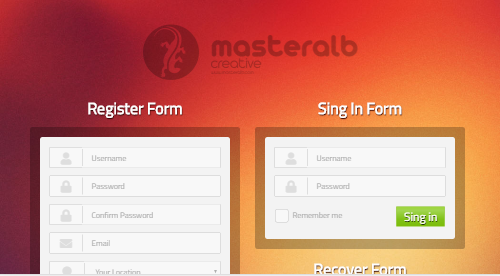 masteralb
creative
Register Form
Username
Password
Confirm Password
Email
Your Location
Sing In Form
Username
Password
Remember me
Sing in
Recover Form